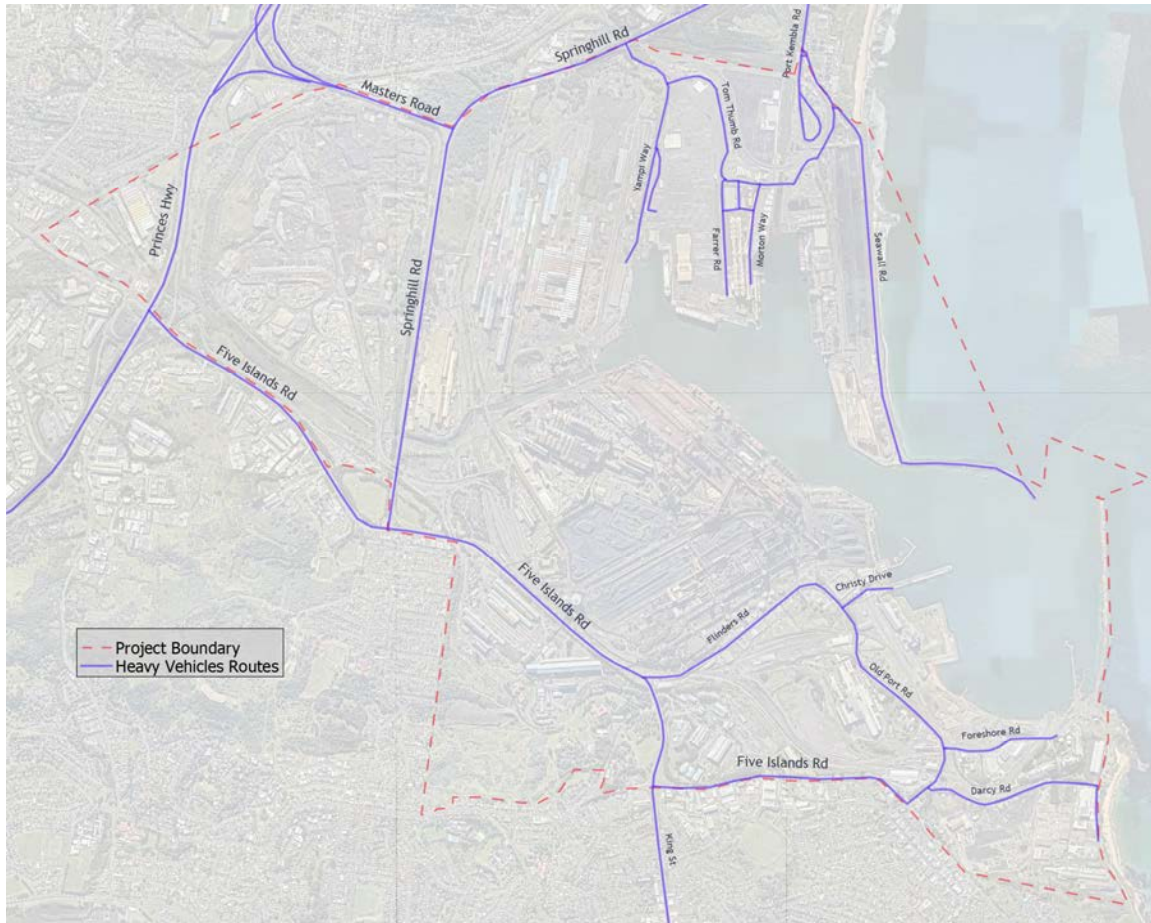 Springhill Rd
Port Kembla Rd
Masters Road
Tom Thumb Rd
Yampi Way
Princes Hwy
Farrer Rd
Morton Way
Seawall Rd
Springhill Rd
Five Islands Rd
Five Islands Rd
Christy Drive
Flinders Rd
Project Boundary
Heavy Vehicles Routes
Old Port Rd
Foreshore Rd
Five Islands Rd
Darcy Rd
King St